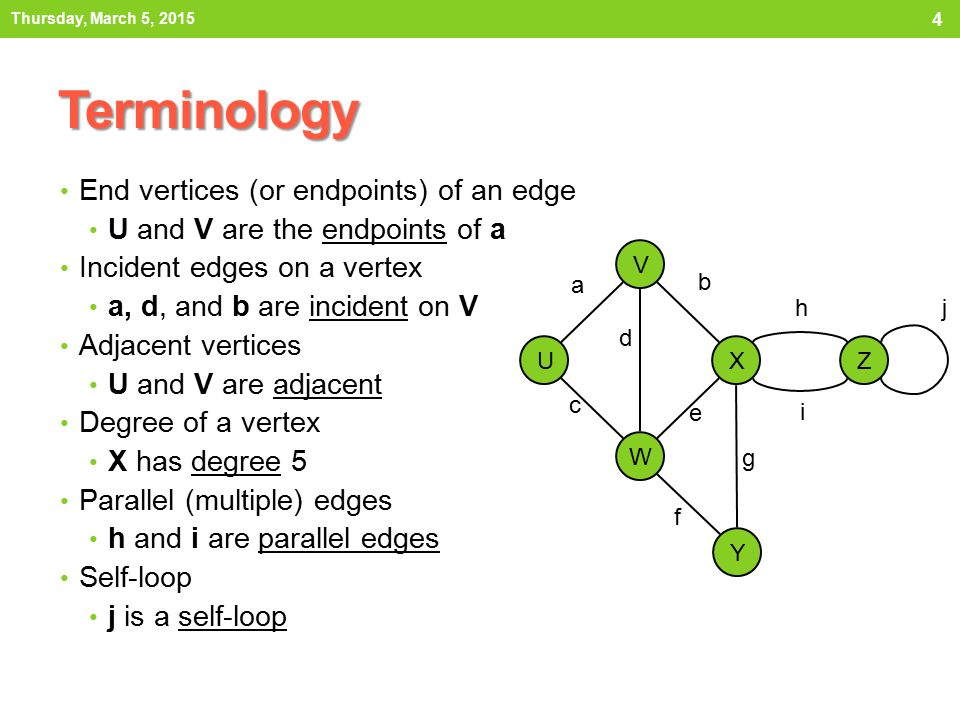 Thursday, March 5, 2015
4
Terminology
• End vertices (or endpoints) of an edge
• U and V are the endpoints of a
• Incident edges on a vertex
• a, d, and b are incident on V
• Adjacent vertices
• U and V are adjacent
• Degree of a vertex
• X has degree 5
• Parallel (multiple) edges
• h and i are parallel edges
• Self-loop
• j is a self-loop
V
a
b
h
j
d
U
X
Z
c
e
i
W
g
f
Y